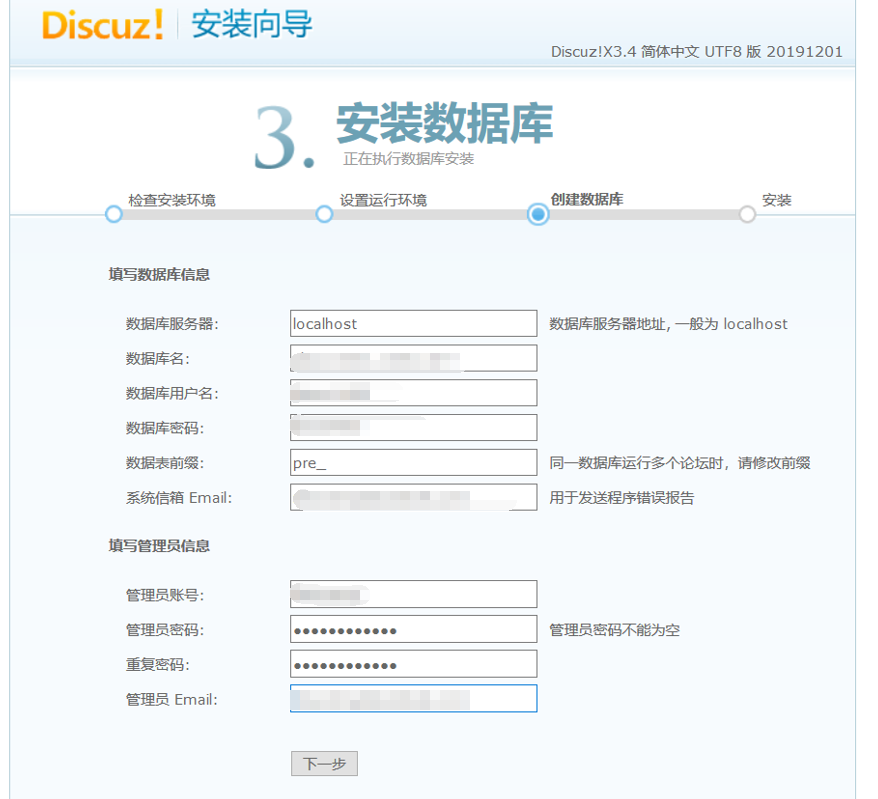 Discuz! 安装向导
Discuz!X3.4 简体中文 UTF8 版 20191201
3. 安装数据库
正在执行数据库安装
检查安装环境 设置运行环境 创建数据库 安装
填写数据库信息
数据库服务器: localhost 数据库服务器地址, 一般为 localhost
数据库名:
数据库用户名:
数据库密码:
数据表前缀: pre_ 同一数据库运行多个论坛时，请修改前缀
系统信箱 Email: 用于发送程序错误报告
填写管理员信息
管理员账号:
管理员密码: ●●●●●●●●●●●● 管理员密码不能为空
重复密码: ●●●●●●●●●●●●
管理员 Email:
下一步